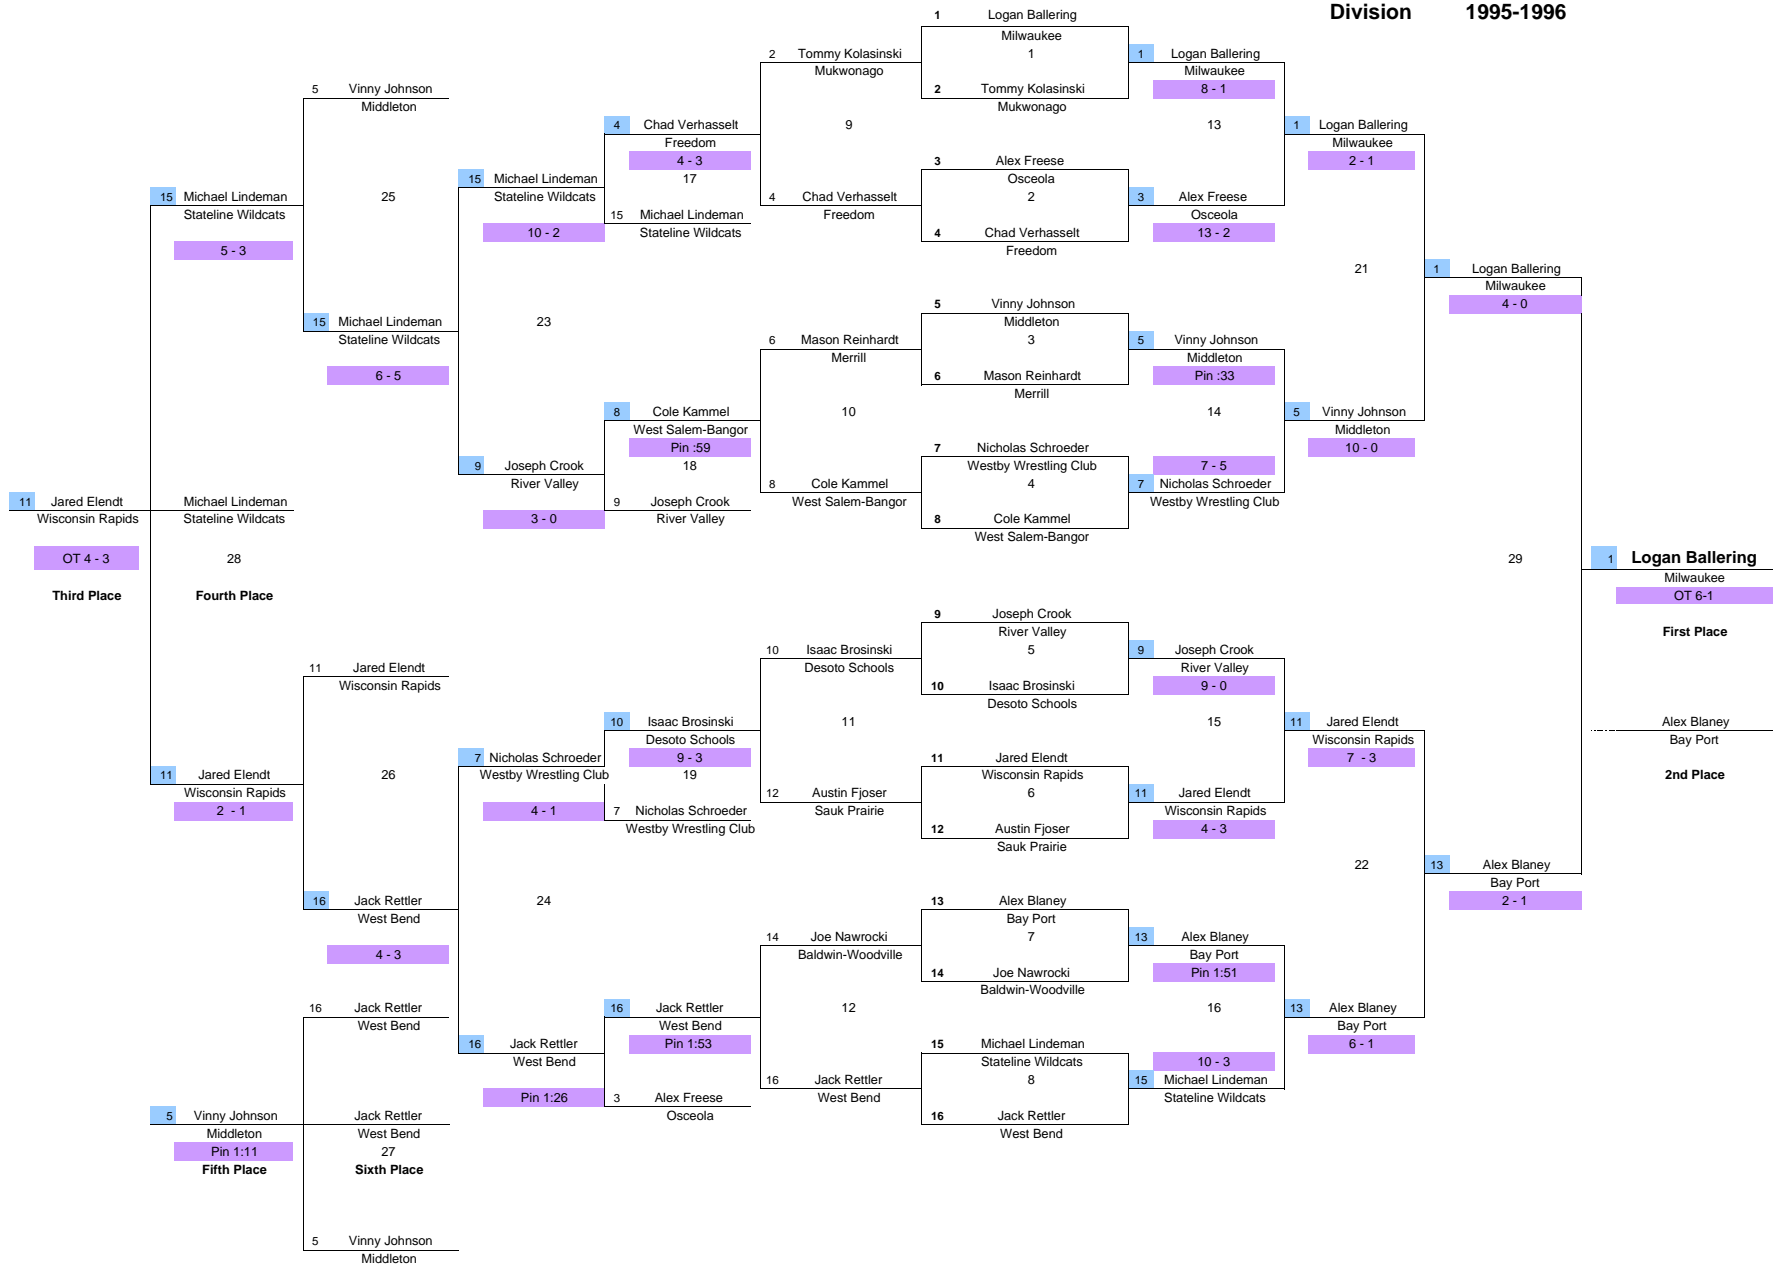 Division 1995-1996
1 Logan Ballering
Milwaukee
2 Tommy Kolasinski 1 1 Logan Ballering
Mukwonago Milwaukee
5 Vinny Johnson 2 Tommy Kolasinski 8 - 1
Middleton Mukwonago
4 Chad Verhasselt 9 13 1 Logan Ballering
Freedom Milwaukee
4 - 3 3 Alex Freese 2 - 1
15 Michael Lindeman 17 Osceola
15 Michael Lindeman 25 Stateline Wildcats 4 Chad Verhasselt 2 3 Alex Freese
Stateline Wildcats 15 Michael Lindeman Freedom Osceola
10 - 2 Stateline Wildcats 4 Chad Verhasselt 13 - 2
5 - 3 Freedom
21 1 Logan Ballering
Milwaukee
5 Vinny Johnson 4 - 0
15 Michael Lindeman 23 Middleton
Stateline Wildcats 6 Mason Reinhardt 3 5 Vinny Johnson
Merrill Middleton
6 - 5 6 Mason Reinhardt Pin :33
Merrill
8 Cole Kammel 10 14 5 Vinny Johnson
West Salem-Bangor Middleton
Pin :59 7 Nicholas Schroeder 10 - 0
9 Joseph Crook 18 Westby Wrestling Club 7 - 5
River Valley 8 Cole Kammel 4 7 Nicholas Schroeder
11 Jared Elendt Michael Lindeman 9 Joseph Crook West Salem-Bangor Westby Wrestling Club
Wisconsin Rapids Stateline Wildcats 3 - 0 River Valley 8 Cole Kammel
West Salem-Bangor
OT 4 - 3 28 29 1 Logan Ballering
Milwaukee
Third Place Fourth Place OT 6-1
9 Joseph Crook
River Valley First Place
10 Isaac Brosinski 5 9 Joseph Crook
11 Jared Elendt Desoto Schools River Valley
Wisconsin Rapids 10 Isaac Brosinski 9 - 0
Desoto Schools
10 Isaac Brosinski 11 15 11 Jared Elendt Alex Blaney
Desoto Schools Wisconsin Rapids Bay Port
7 Nicholas Schroeder 9 - 3 11 Jared Elendt 7 - 3
11 Jared Elendt 26 Westby Wrestling Club 19 Wisconsin Rapids 2nd Place
Wisconsin Rapids 12 Austin Fjoser 6 11 Jared Elendt
2 - 1 4 - 1 7 Nicholas Schroeder Sauk Prairie Wisconsin Rapids
Westby Wrestling Club 12 Austin Fjoser 4 - 3
Sauk Prairie
22 13 Alex Blaney
Bay Port
16 Jack Rettler 24 13 Alex Blaney 2 - 1
West Bend Bay Port
14 Joe Nawrocki 7 13 Alex Blaney
4 - 3 Baldwin-Woodville Bay Port
14 Joe Nawrocki Pin 1:51
Baldwin-Woodville
16 Jack Rettler 16 Jack Rettler 12 16 13 Alex Blaney
West Bend West Bend Bay Port
16 Jack Rettler Pin 1:53 15 Michael Lindeman 6 - 1
West Bend Stateline Wildcats 10 - 3
16 Jack Rettler 8 15 Michael Lindeman
Pin 1:26 3 Alex Freese West Bend Stateline Wildcats
5 Vinny Johnson Jack Rettler Osceola 16 Jack Rettler
Middleton West Bend West Bend
Pin 1:11 27
Fifth Place Sixth Place
5 Vinny Johnson
Middleton